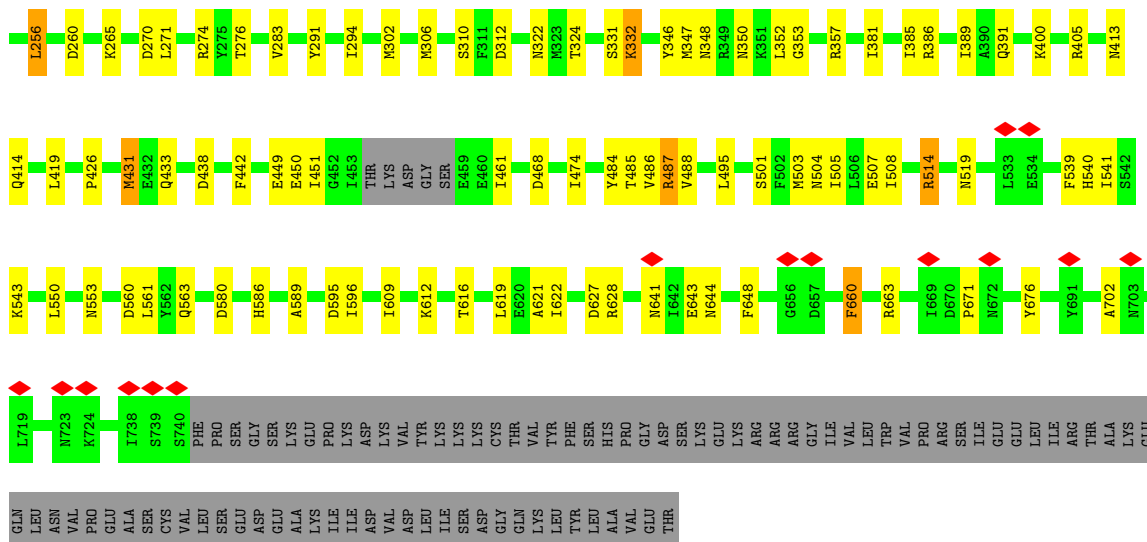 L256 D260 K265 D270 L271 R274 Y275 T276 V283 Y291 I294 M302 M306 S310 F311 D312 N322 M323 T324 S331 K332 Y346 M347 N348 R349 N350 K351 L352 G353 R357 I381 I385 R386 I389 A390 Q391 K400 R405 N413
Q414 L419 P426 M431 E432 Q433 D438 F442 E449 E450 I451 G452 I453 THR LYS ASP GLY SER E459 E460 I461 D468 I474 Y484 T485 V486 R487 V488 L495 S501 F502 M503 N504 I505 L506 E507 I508 R514 N519 L533 E534 F539 H540 I541 S542
K543 L550 N553 D560 L561 Y562 Q563 D580 H586 A589 D595 I596 I609 K612 T616 L619 E620 A621 I622 D627 R628 N641 I642 E643 N644 F648 G656 D657 F660 R663 I669 D670 P671 N672 Y676 Y691 A702 N703
L719 N723 K724 I738 S739 S740 PHE PRO SER GLY SER LYS GLU PRO LYS ASP LYS VAL TYR LYS LYS LYS CYS THR VAL TYR PHE SER HIS PRO GLY ASP SER LYS GLU LYS ARG ARG ARG GLY ILE VAL LEU TRP VAL PRO ARG SER ILE GLU GLU LEU ILE ARG THR ALA LYS GLU
GLN LEU ASN VAL PRO GLU ALA SER CYS VAL LEU SER GLU ASP GLU ALA LYS ILE ILE ASP VAL ASP LEU ILE SER ASP GLY GLN LYS LEU TYR LEU ALA VAL GLU THR